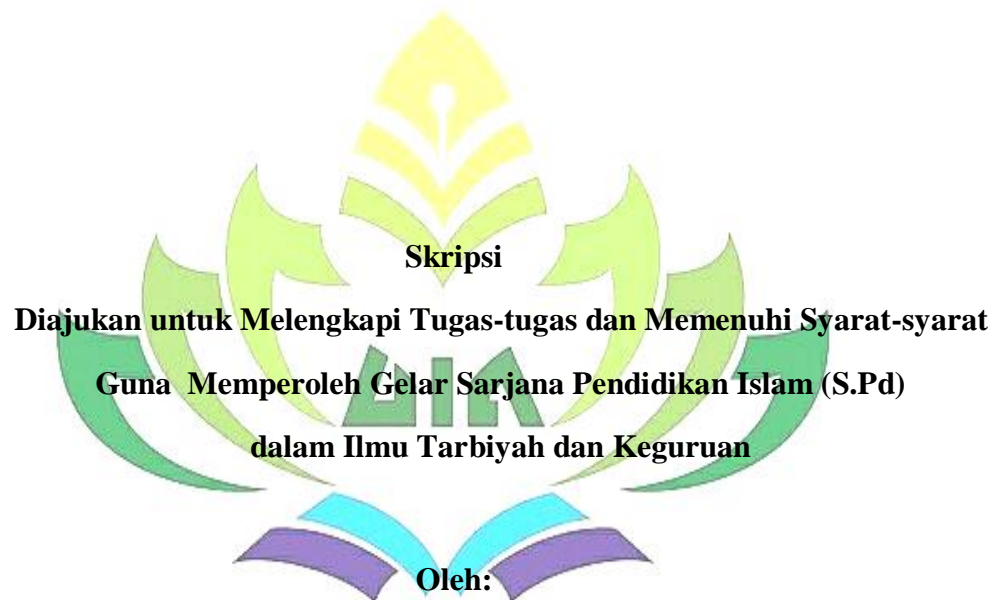 Skripsi
Diajukan untuk Melengkapi Tugas-tugas dan Memenuhi Syarat-syarat
Guna Memperoleh Gelar Sarjana Pendidikan Islam (S.Pd)
dalam Ilmu Tarbiyah dan Keguruan
Oleh: